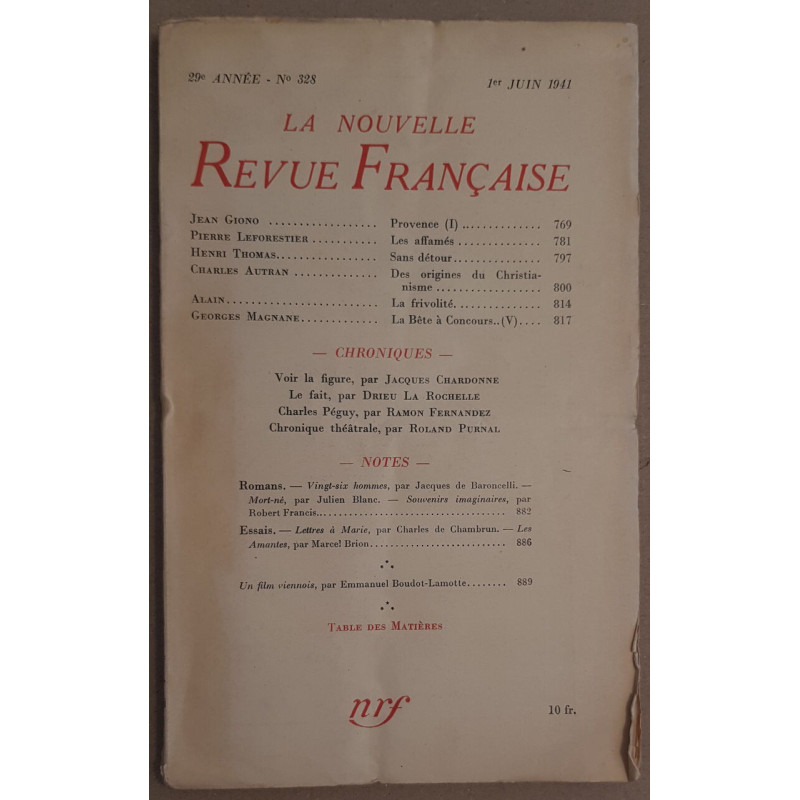 29e ANNÉE - No 328 1er JUIN 1941
LA NOUVELLE
REVUE FRANÇAISE
JEAN GIONO .................. Provence (I) .............. 769
PIERRE LEFORESTIER ........... Les affamés .............. 781
HENRI THOMAS................. Sans détour............... 797
CHARLES AUTRAN .............. Des origines du Christia-
nisme .................. 800
ALAIN......................... La frivolité............... 814
GEORGES MAGNANE............. La Bête à Concours..(V).... 817
— CHRONIQUES —
Voir la figure, par JACQUES CHARDONNE
Le fait, par DRIEU LA ROCHELLE
Charles Péguy, par RAMON FERNANDEZ
Chronique théâtrale, par ROLAND PURNAL
— NOTES —
Romans. — Vingt-six hommes, par Jacques de Baroncelli. —
Mort-né, par Julien Blanc. — Souvenirs imaginaires, par
Robert Francis.................................. 882
Essais. — Lettres à Marie, par Charles de Chambrun. — Les
Amantes, par Marcel Brion......................... 886
Un film viennois, par Emmanuel Boudot-Lamotte........ 889
TABLE DES MATIÈRES
nrf 10 fr.